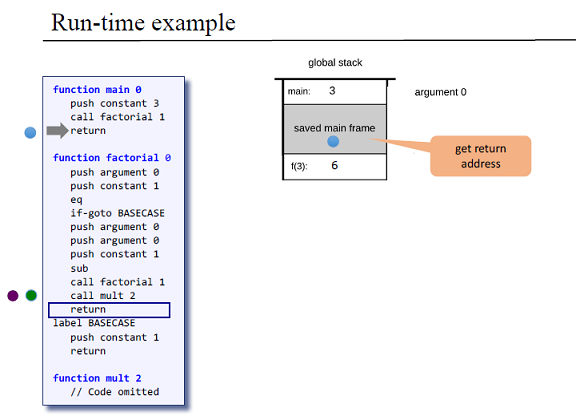 Run-time example
function main 0
push constant 3
call factorial 1
return
function factorial 0
push argument 0
push constant 1
eq
if-goto BASECASE
push argument 0
push argument 0
push constant 1
sub
call factorial 1
call mult 2
return
label BASECASE
push constant 1
return
function mult 2
// Code omitted
global stack
main: 3
argument 0
saved main frame
f(3): 6
get return
address